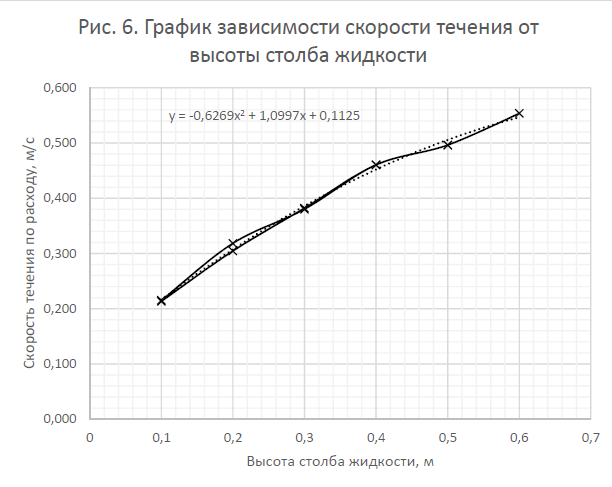 Рис. 6. График зависимости скорости течения от
высоты столба жидкости
y = -0,6269x² + 1,0997x + 0,1125
Скорость течения по расходу, м/с
0,600
0,500
0,400
0,300
0,200
0,100
0,000
0 0,1 0,2 0,3 0,4 0,5 0,6 0,7
Высота столба жидкости, м